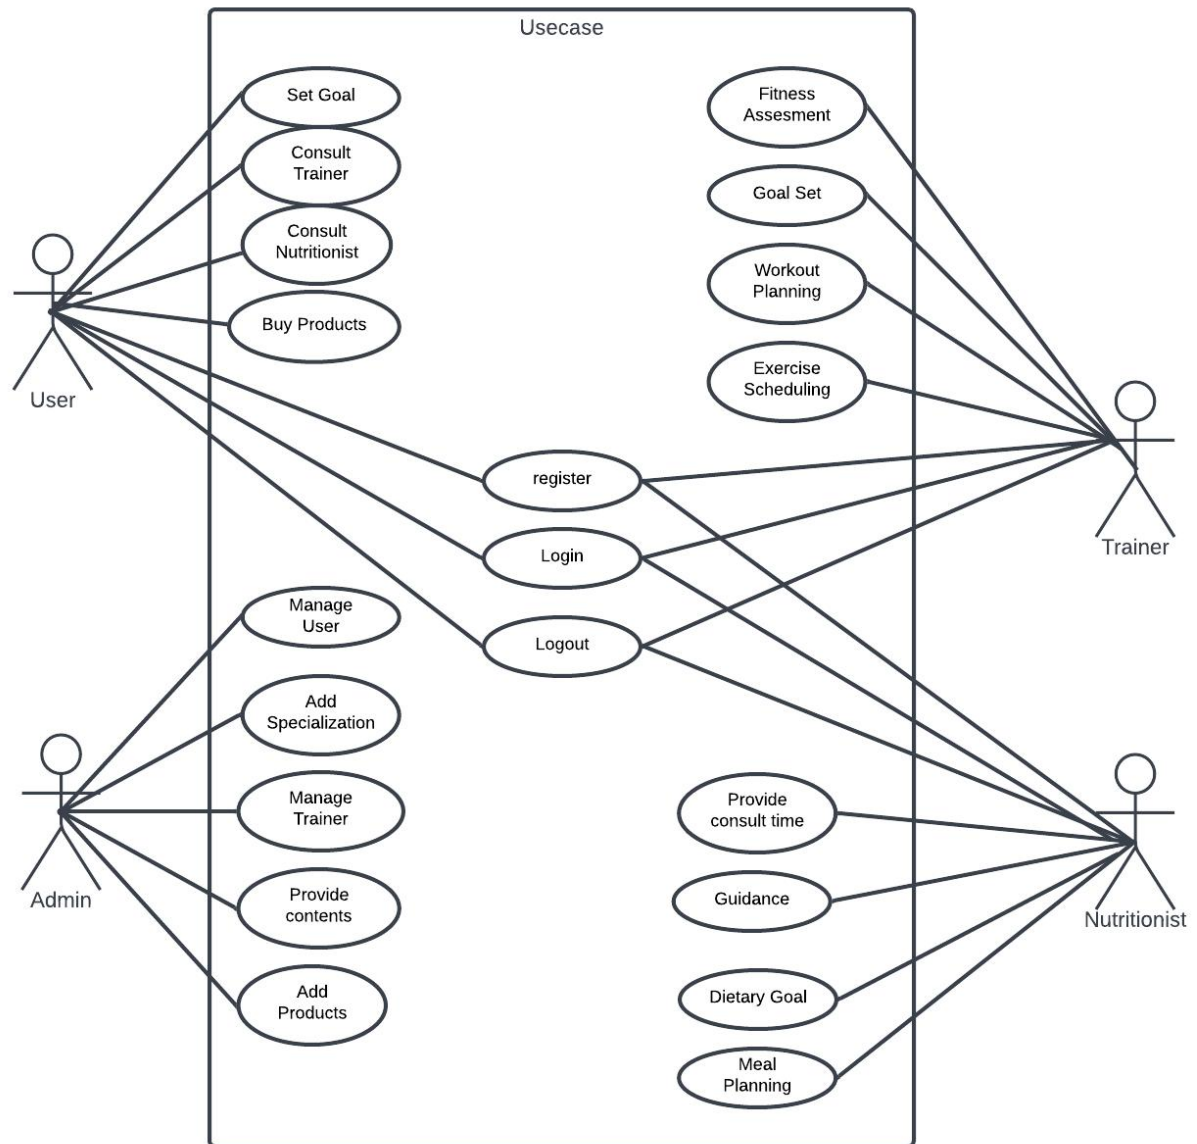 Usecase
Set Goal
Consult
Trainer
Consult
Nutritionist
Buy Products
User
Fitness
Assesment
Goal Set
Workout
Planning
Exercise
Scheduling
Trainer
register
Login
Logout
Manage
User
Add
Specialization
Manage
Trainer
Provide
contents
Add
Products
Admin
Provide
consult time
Guidance
Dietary Goal
Meal
Planning
Nutritionist